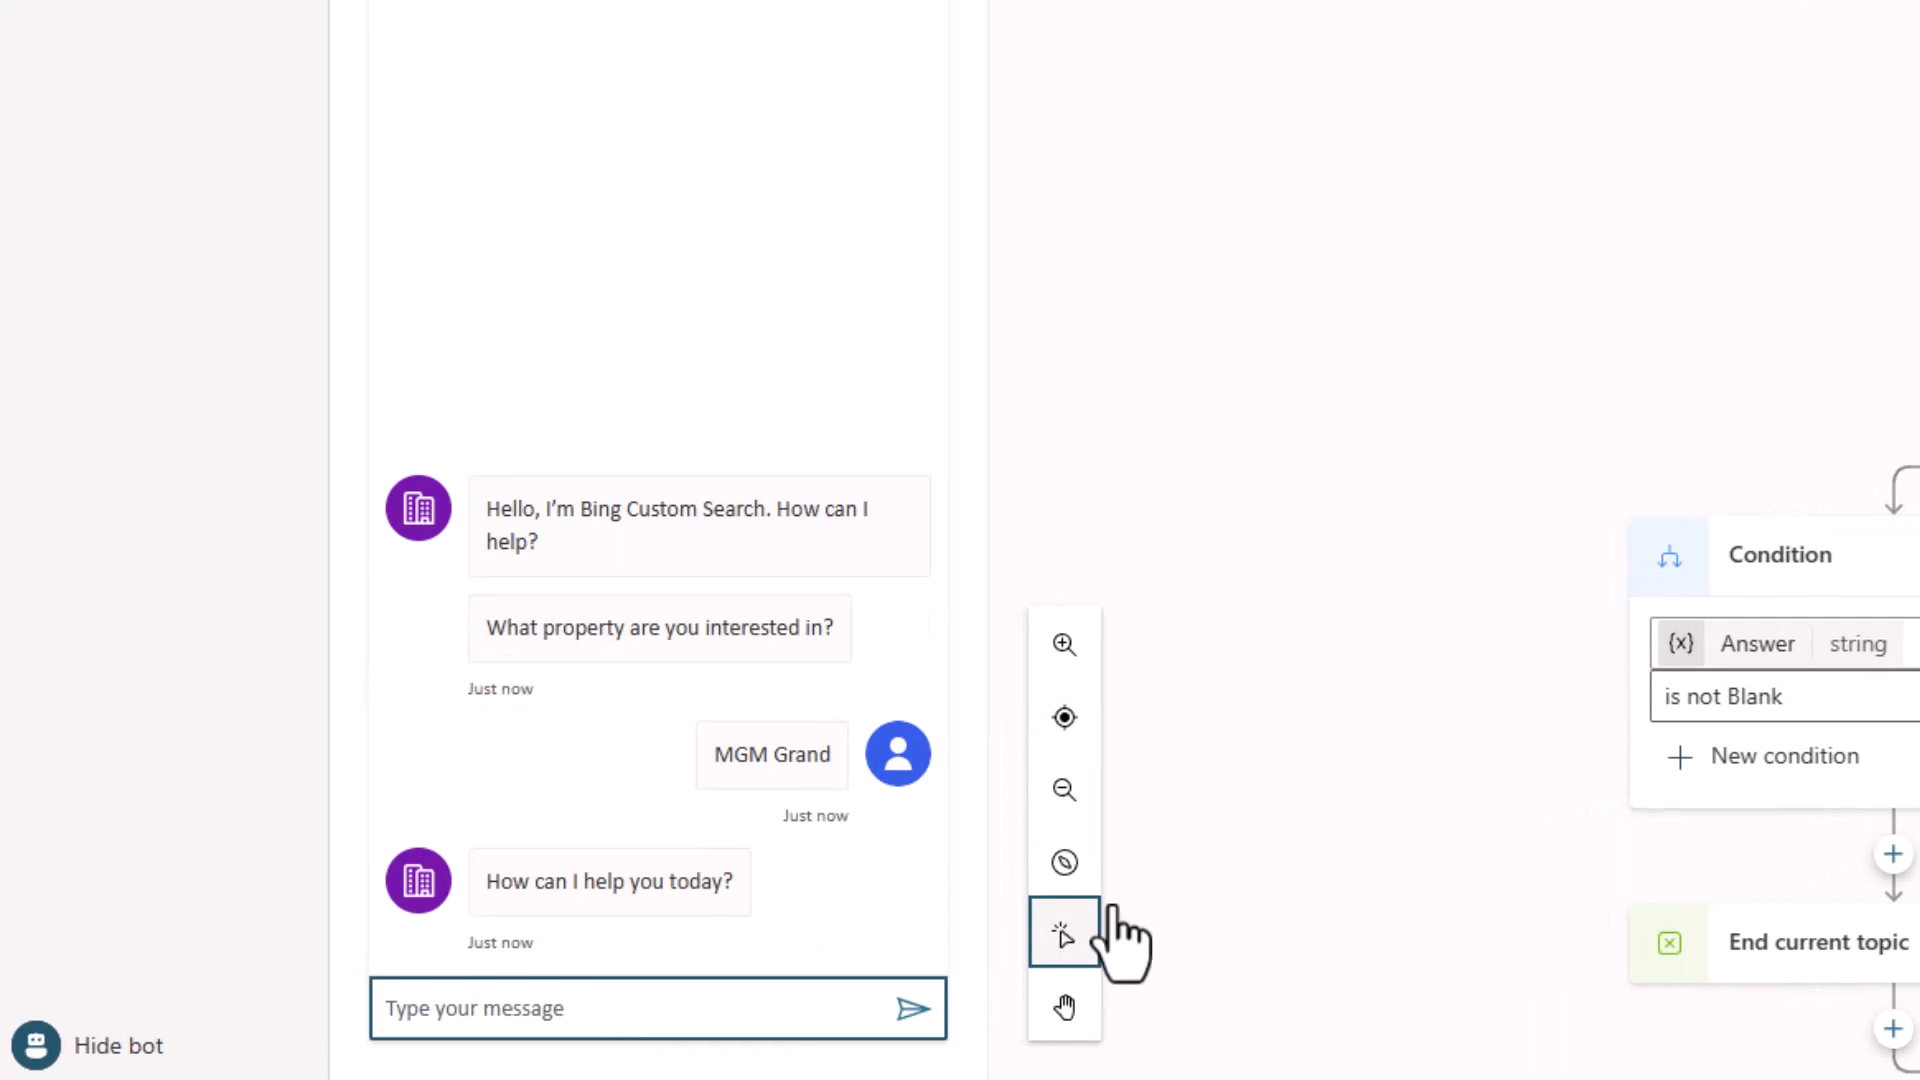 Hello, I'm Bing Custom Search. How can I
help?
What property are you interested in?
Just now
MGM Grand
Just now
How can I help you today?
Just now
Type your message
Hide bot
Condition
{x} Answer string
is not Blank
New condition
End current topic